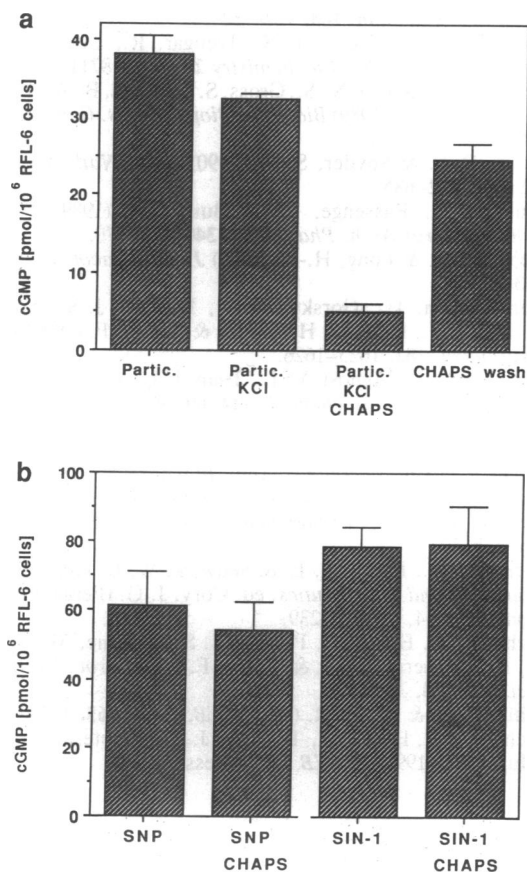 a
40
30
20
10
0
cGMP [pmol/10⁶ RFL-6 cells]
Partic.
Partic.
KCl
Partic.
KCl
CHAPS
CHAPS wash
b
100
80
60
40
20
0
cGMP [pmol/10⁶ RFL-6 cells]
SNP
SNP
CHAPS
SIN-1
SIN-1
CHAPS